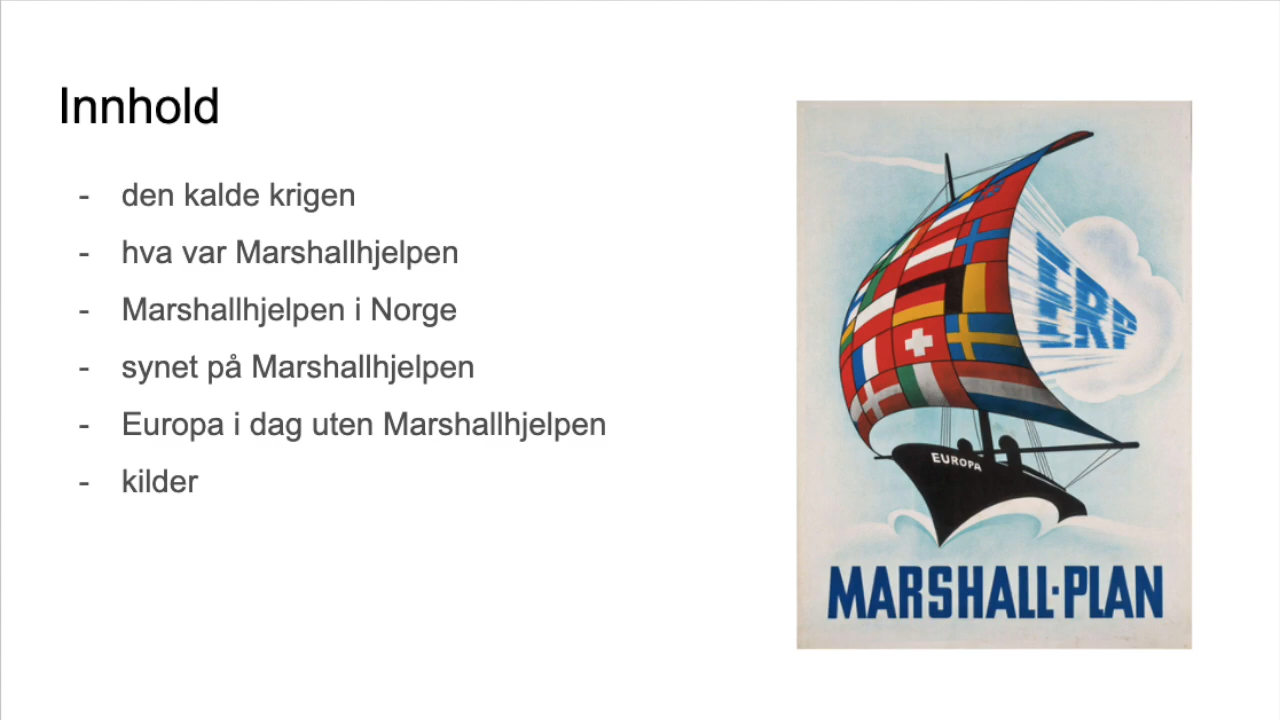 Innhold
- den kalde krigen
- hva var Marshallhjelpen
- Marshallhjelpen i Norge
- synet på Marshallhjelpen
- Europa i dag uten Marshallhjelpen
- kilder
ERP
EUROPA
MARSHALL-PLAN